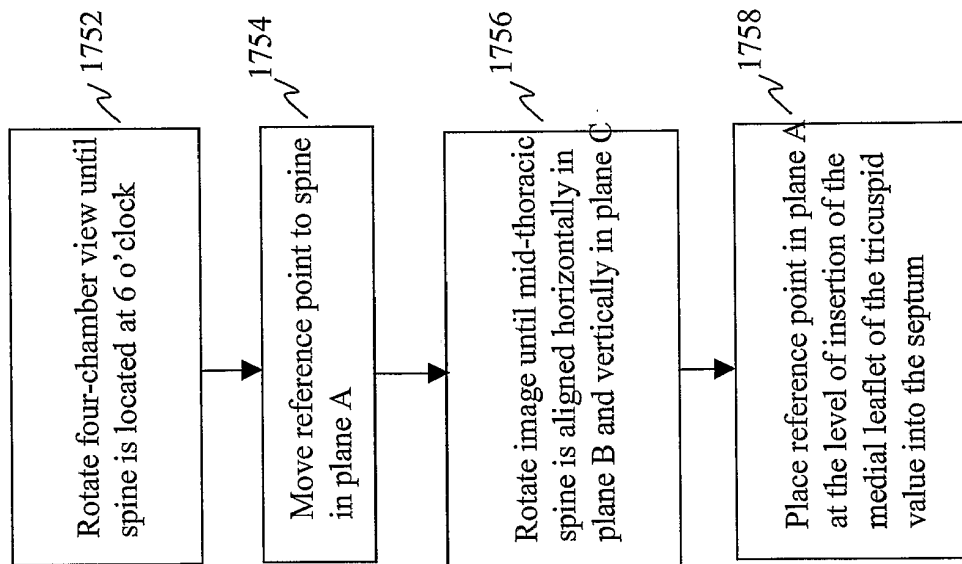 1752
Rotate four-chamber view until
spine is located at 6 o'clock
1754
Move reference point to spine
in plane A
1756
Rotate image until mid-thoracic
spine is aligned horizontally in
plane B and vertically in plane C
1758
Place reference point in plane A
at the level of insertion of the
medial leaflet of the tricuspid
value into the septum